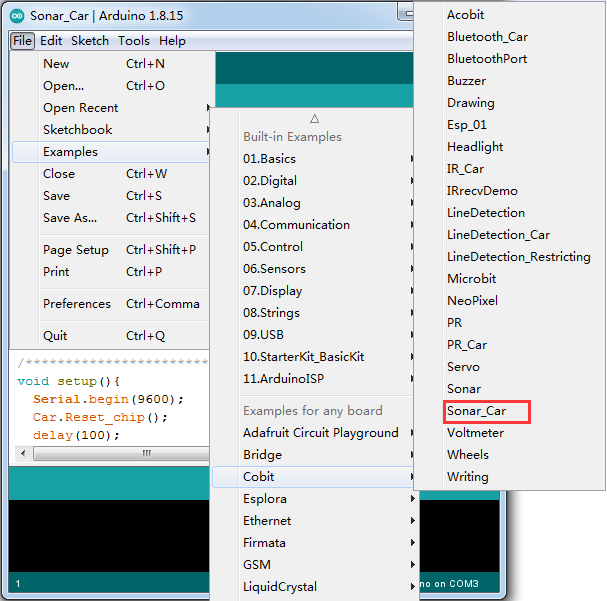 Sonar_Car | Arduino 1.8.15
File Edit Sketch Tools Help
New Ctrl+N
Open... Ctrl+O
Open Recent
Sketchbook
Examples
Close Ctrl+W
Save Ctrl+S
Save As... Ctrl+Shift+S
Page Setup Ctrl+Shift+P
Print Ctrl+P
Preferences Ctrl+Comma
Quit Ctrl+Q
/**************************
void setup(){
Serial.begin(9600);
Car.Reset_chip();
delay(100);
1
Built-in Examples
01.Basics
02.Digital
03.Analog
04.Communication
05.Control
06.Sensors
07.Display
08.Strings
09.USB
10.StarterKit_BasicKit
11.ArduinoISP
Examples for any board
Adafruit Circuit Playground
Bridge
Cobit
Esplora
Ethernet
Firmata
GSM
LiquidCrystal
Acobit
Bluetooth_Car
BluetoothPort
Buzzer
Drawing
Esp_01
Headlight
IR_Car
IRrecvDemo
LineDetection
LineDetection_Car
LineDetection_Restricting
Microbit
NeoPixel
PR
PR_Car
Servo
Sonar
Sonar_Car
Voltmeter
Wheels
Writing
no on COM3